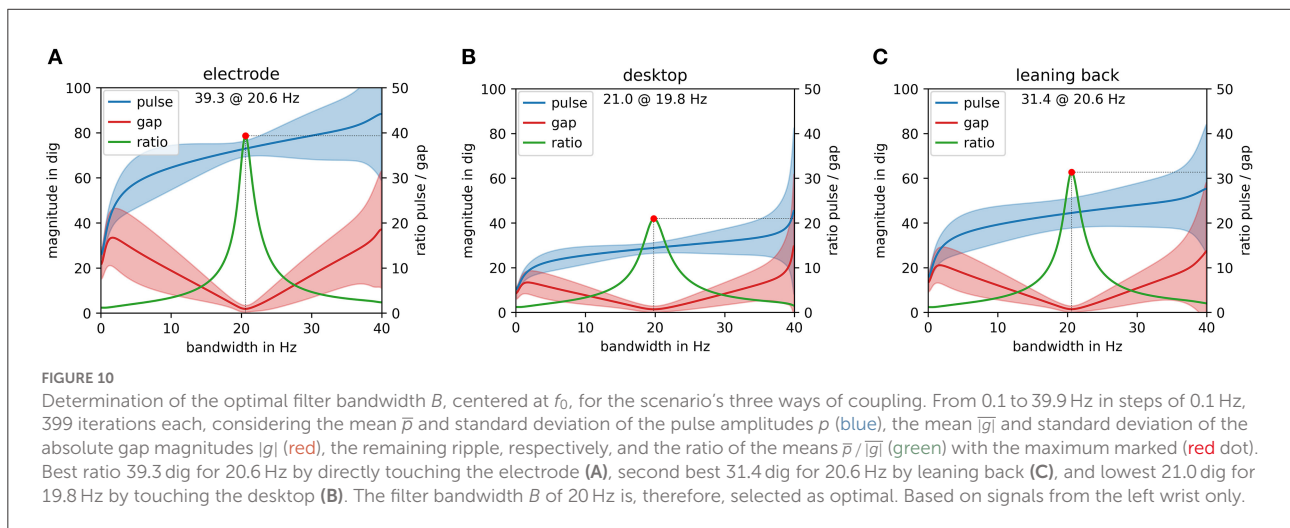 A
electrode
39.3 @ 20.6 Hz
pulse
gap
ratio
magnitude in dig
100
80
60
40
20
0
0
10
20
30
40
bandwidth in Hz
50
40
30
20
10
0
ratio pulse / gap
B
desktop
21.0 @ 19.8 Hz
pulse
gap
ratio
magnitude in dig
100
80
60
40
20
0
0
10
20
30
40
bandwidth in Hz
50
40
30
20
10
0
ratio pulse / gap
C
leaning back
31.4 @ 20.6 Hz
pulse
gap
ratio
magnitude in dig
100
80
60
40
20
0
0
10
20
30
40
bandwidth in Hz
50
40
30
20
10
0
ratio pulse / gap
FIGURE 10
Determination of the optimal filter bandwidth B, centered at f₀, for the scenario's three ways of coupling. From 0.1 to 39.9 Hz in steps of 0.1 Hz,
399 iterations each, considering the mean p̅ and standard deviation of the pulse amplitudes p (blue), the mean |g|̅ and standard deviation of the
absolute gap magnitudes |g| (red), the remaining ripple, respectively, and the ratio of the means p̅ / |g|̅ (green) with the maximum marked (red dot).
Best ratio 39.3 dig for 20.6 Hz by directly touching the electrode (A), second best 31.4 dig for 20.6 Hz by leaning back (C), and lowest 21.0 dig for
19.8 Hz by touching the desktop (B). The filter bandwidth B of 20 Hz is, therefore, selected as optimal. Based on signals from the left wrist only.